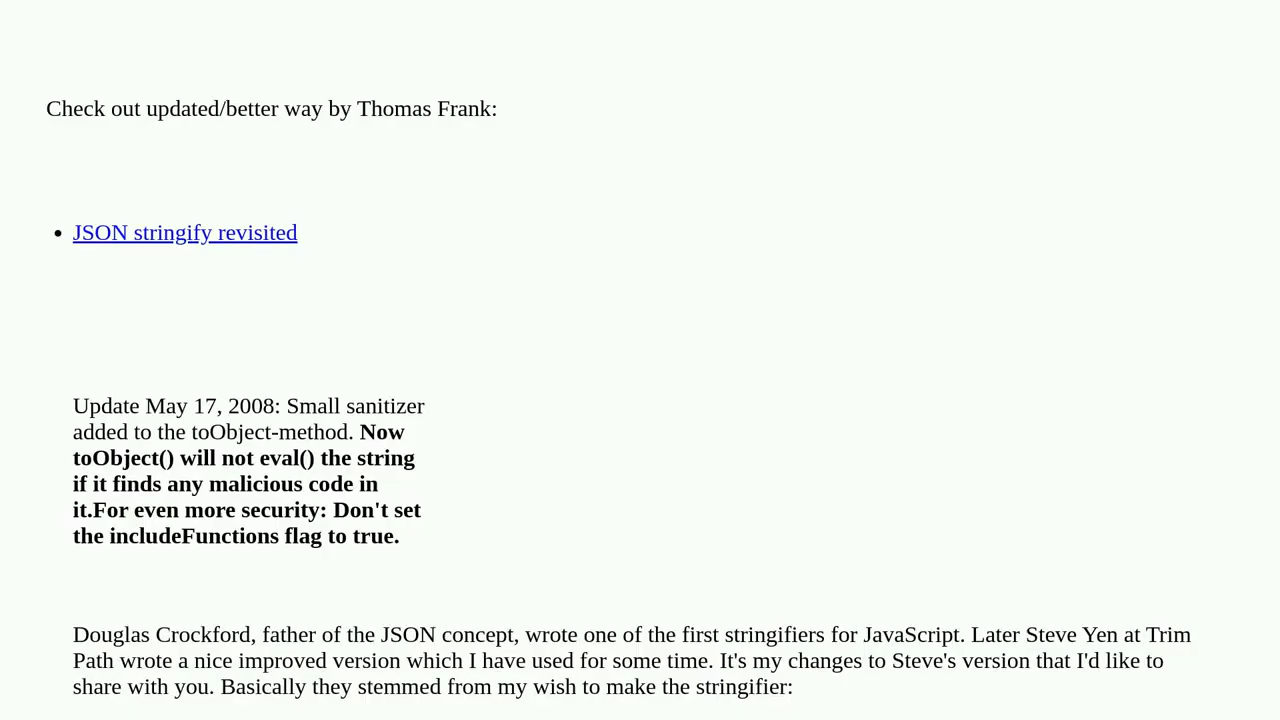 Check out updated/better way by Thomas Frank:
• JSON stringify revisited
Update May 17, 2008: Small sanitizer
added to the toObject-method. Now
toObject() will not eval() the string
if it finds any malicious code in
it.For even more security: Don't set
the includeFunctions flag to true.
Douglas Crockford, father of the JSON concept, wrote one of the first stringifiers for JavaScript. Later Steve Yen at Trim
Path wrote a nice improved version which I have used for some time. It's my changes to Steve's version that I'd like to
share with you. Basically they stemmed from my wish to make the stringifier: